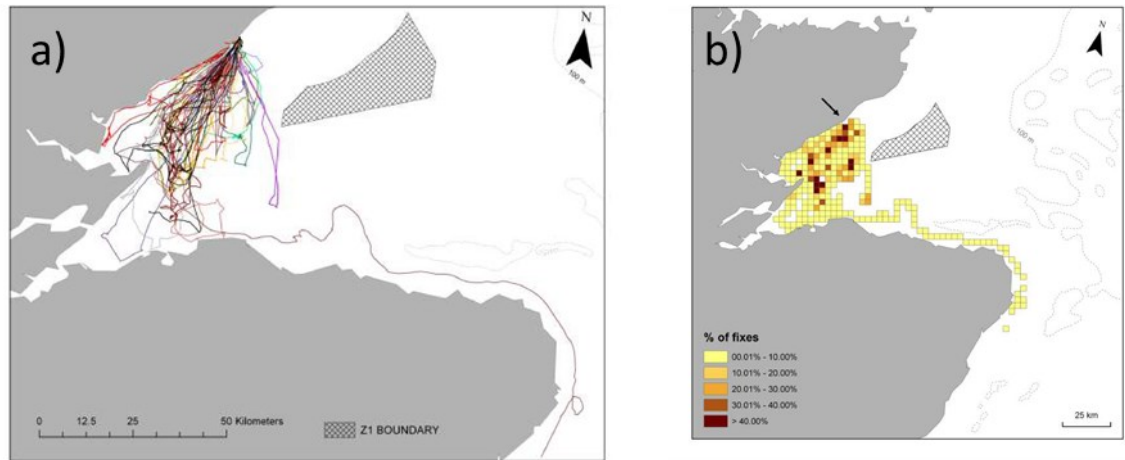 a)
N
100 m
0 12.5 25 50 Kilometers
Z1 BOUNDARY
b)
N
100 m
% of fixes
00.01% - 10.00%
10.01% - 20.00%
20.01% - 30.00%
30.01% - 40.00%
> 40.00%
25 km